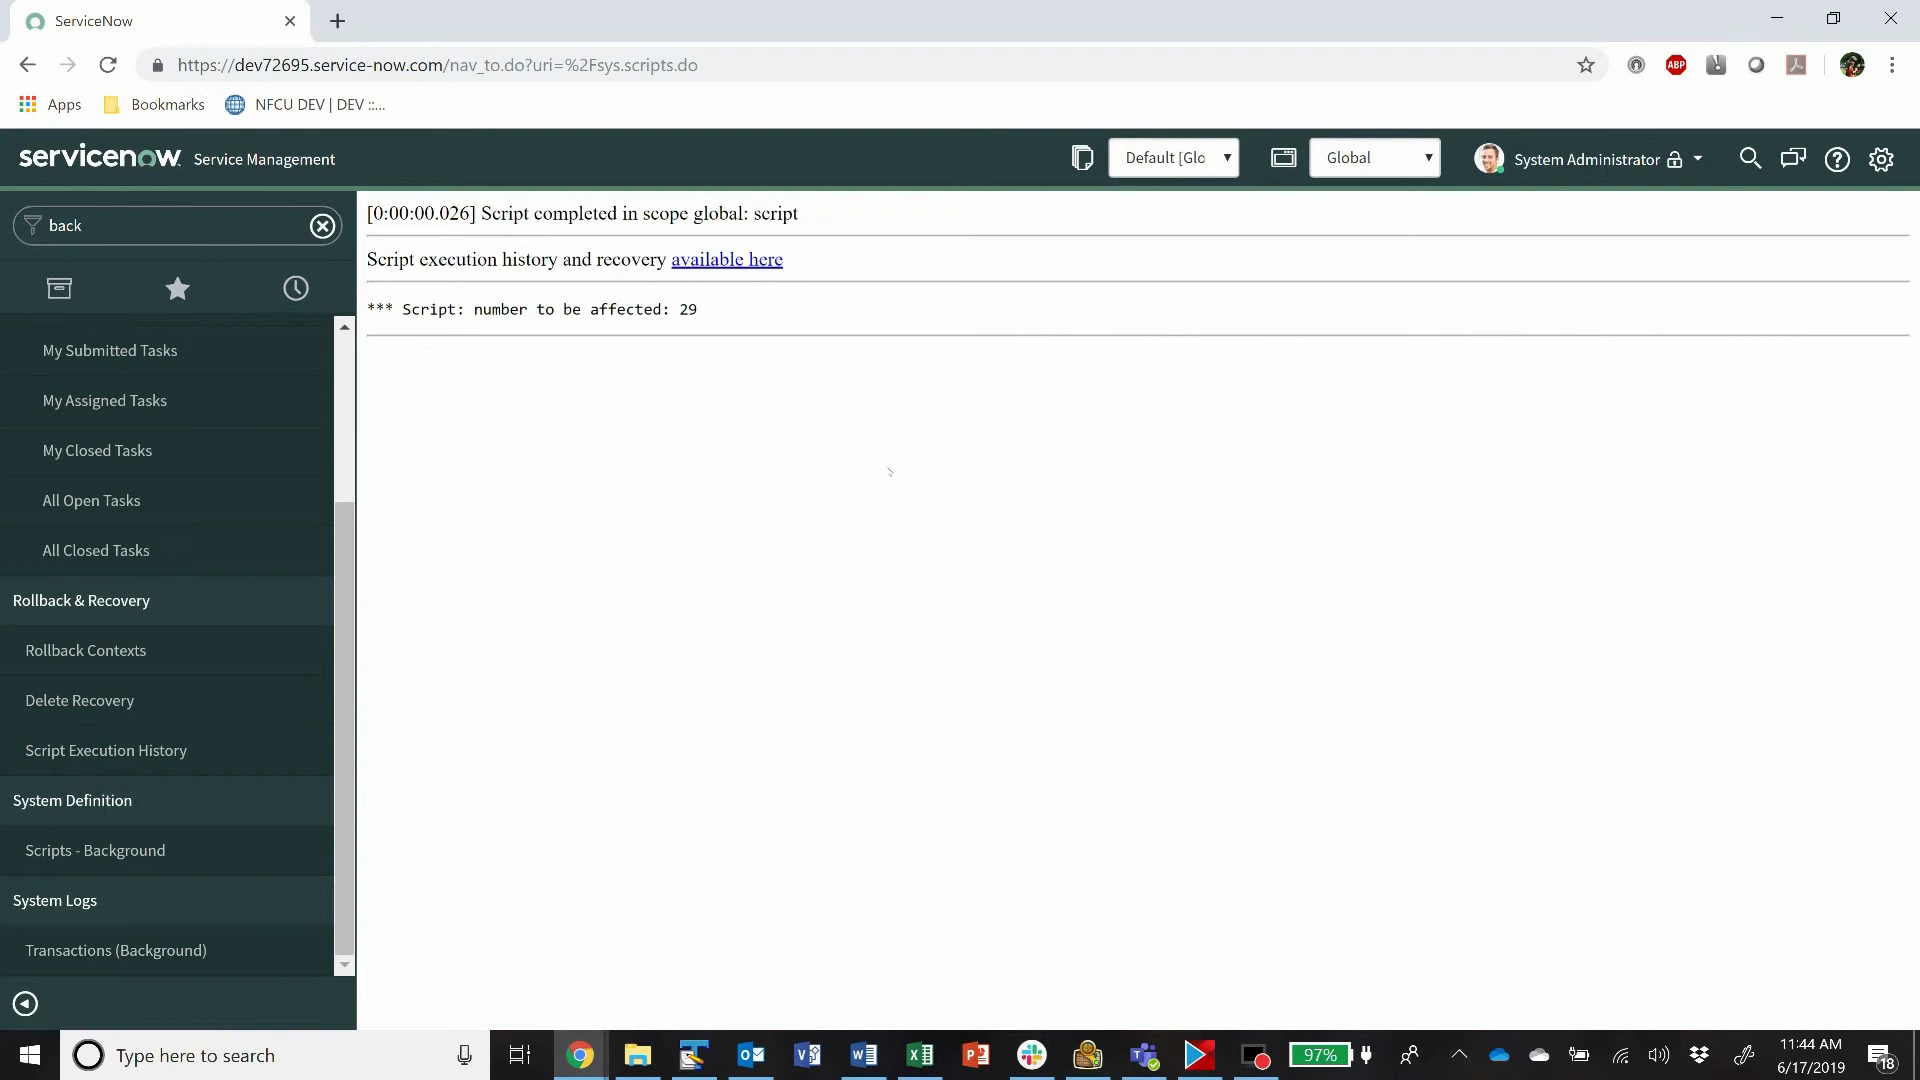 ServiceNow
https://dev72695.service-now.com/nav_to.do?uri=%2Fsys.scripts.do
ABP
Apps
Bookmarks
NFCU DEV | DEV ::...
servicenow
Service Management
Default [Glo
Global
System Administrator
back
[0:00:00.026] Script completed in scope global: script
Script execution history and recovery available here
*** Script: number to be affected: 29
My Submitted Tasks
My Assigned Tasks
My Closed Tasks
All Open Tasks
All Closed Tasks
Rollback & Recovery
Rollback Contexts
Delete Recovery
Script Execution History
System Definition
Scripts - Background
System Logs
Transactions (Background)
Type here to search
97%
11:44 AM
6/17/2019
18